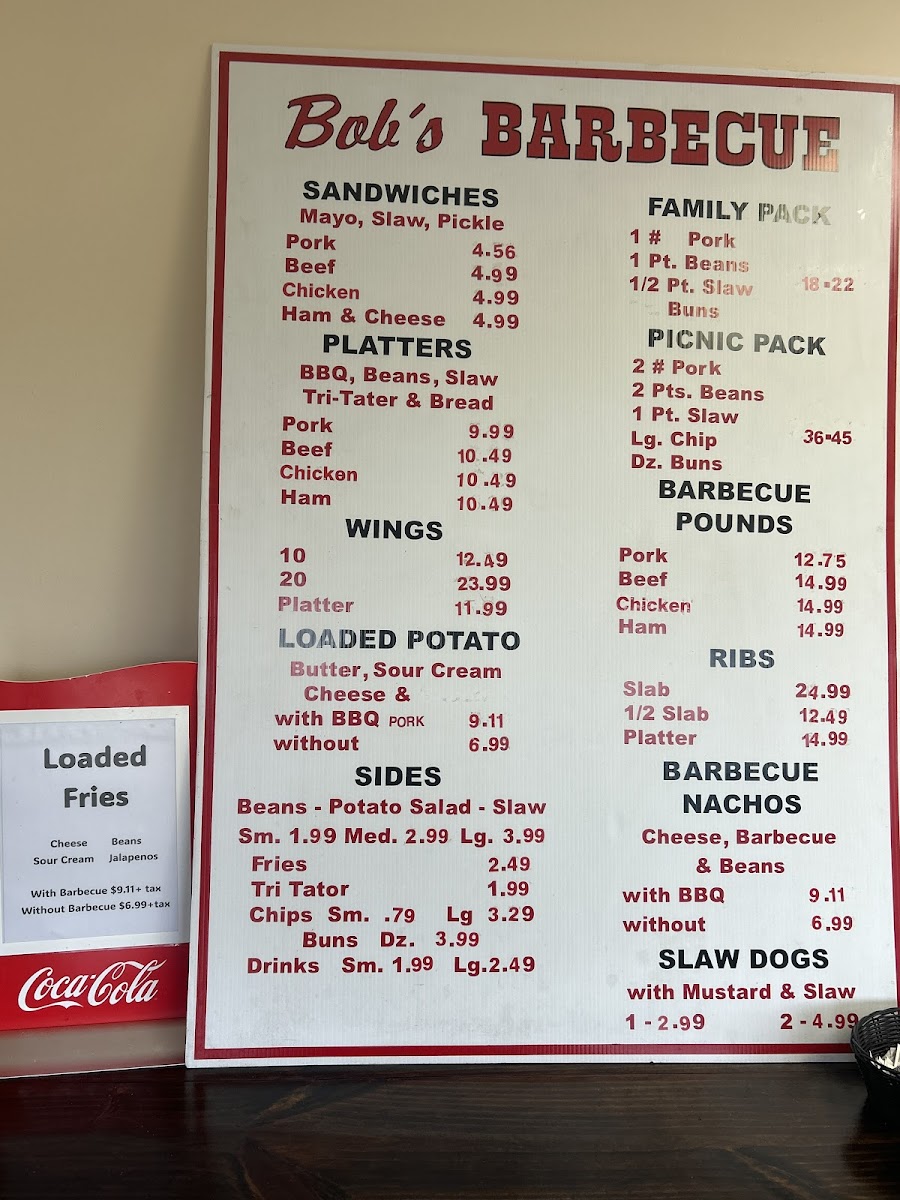 Bob's BARBECUE
SANDWICHES
Mayo, Slaw, Pickle
Pork 4.56
Beef 4.99
Chicken 4.99
Ham & Cheese 4.99
PLATTERS
BBQ, Beans, Slaw
Tri-Tater & Bread
Pork 9.99
Beef 10.49
Chicken 10.49
Ham 10.49
WINGS
10 12.49
20 23.99
Platter 11.99
LOADED POTATO
Butter, Sour Cream
Cheese &
with BBQ PORK 9.11
without 6.99
SIDES
Beans - Potato Salad - Slaw
Sm. 1.99 Med. 2.99 Lg. 3.99
Fries 2.49
Tri Tator 1.99
Chips Sm. .79 Lg 3.29
Buns Dz. 3.99
Drinks Sm. 1.99 Lg.2.49
FAMILY PACK
1 # Pork
1 Pt. Beans
1/2 Pt. Slaw 18-22
Buns
PICNIC PACK
2 # Pork
2 Pts. Beans
1 Pt. Slaw
Lg. Chip 36-45
Dz. Buns
BARBECUE
POUNDS
Pork 12.75
Beef 14.99
Chicken 14.99
Ham 14.99
RIBS
Slab 24.99
1/2 Slab 12.49
Platter 14.99
BARBECUE
NACHOS
Cheese, Barbecue
& Beans
with BBQ 9.11
without 6.99
SLAW DOGS
with Mustard & Slaw
1 - 2.99 2 - 4.99
Loaded
Fries
Cheese Beans
Sour Cream Jalapenos
With Barbecue $9.11+ tax
Without Barbecue $6.99+tax
Coca-Cola